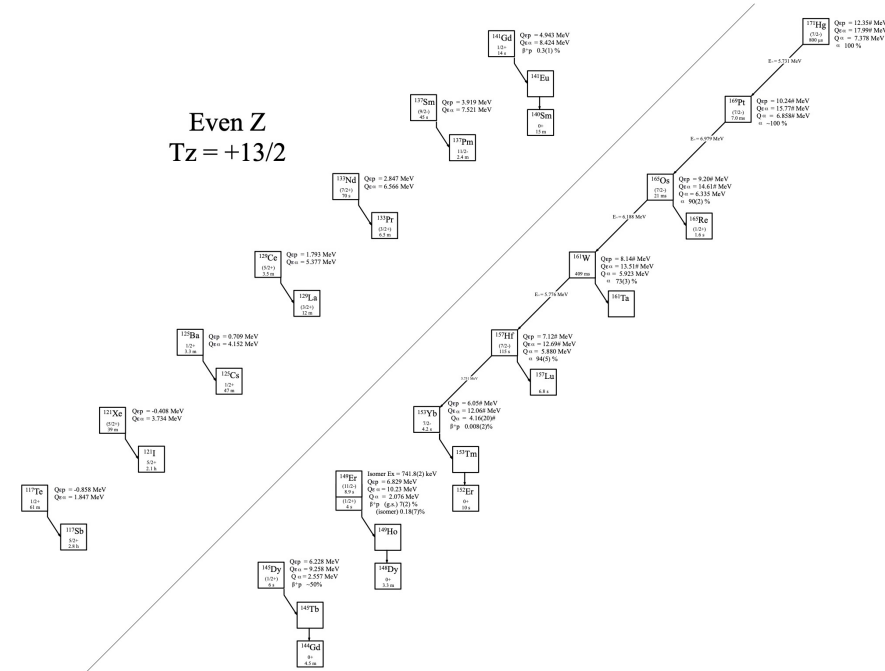 Even Z
Tz = +13/2
171Hg
(7/2-)
800 μs
Qεp = 12.35# MeV
Qεα = 17.99# MeV
Qα = 7.378 MeV
α 100 %
169Pt
(7/2-)
7.0 ms
Qεp = 10.24# MeV
Qεα = 15.77# MeV
Qα = 6.858# MeV
α ~100 %
165Os
(7/2-)
21 ms
Qεp = 9.20# MeV
Qεα = 14.61# MeV
Qα = 6.335 MeV
α 90(2) %
165Re
(1/2+)
1.6 s
161W
409 ms
Qεp = 8.14# MeV
Qεα = 13.51# MeV
Qα = 5.923 MeV
α 73(3) %
161Ta
157Hf
(7/2-)
115 s
Qεp = 7.12# MeV
Qεα = 12.69# MeV
Qα = 5.880 MeV
α 94(5) %
157Lu
6.8 s
153Yb
7/2-
4.2 s
Qεp = 6.05# MeV
Qεα = 12.06# MeV
Qα = 4.16(20)#
β+p 0.008(2)%
153Tm
152Er
0+
10 s
149Er
(11/2-)
8.9 s
(1/2+)
4 s
Isomer Ex = 741.8(2) keV
Qεp = 6.829 MeV
Qεα = 10.23 MeV
Qα = 2.076 MeV
β+p (g.s.) 7(2) %
(isomer) 0.18(7)%
149Ho
148Dy
0+
3.3 m
145Dy
(1/2+)
6 s
Qεp = 6.228 MeV
Qεα = 9.258 MeV
Qα = 2.557 MeV
β+p ~50%
145Tb
144Gd
0+
4.5 m
141Gd
1/2+
14 s
Qεp = 4.943 MeV
Qεα = 8.424 MeV
β+p 0.3(1) %
141Eu
140Sm
0+
15 m
137Sm
(9/2-)
45 s
Qεp = 3.919 MeV
Qεα = 7.521 MeV
137Pm
11/2-
2.4 m
133Nd
(7/2+)
70 s
Qεp = 2.847 MeV
Qεα = 6.566 MeV
133Pr
(3/2+)
6.5 m
129Ce
(5/2+)
3.5 m
Qεp = 1.793 MeV
Qεα = 5.377 MeV
129La
(3/2+)
12 m
125Ba
1/2+
3.3 m
Qεp = 0.709 MeV
Qεα = 4.152 MeV
125Cs
1/2+
47 m
121Xe
(5/2+)
39 m
Qεp = -0.408 MeV
Qεα = 3.734 MeV
121I
5/2+
2.1 h
117Te
1/2+
61 m
Qεp = -0.858 MeV
Qεα = 1.847 MeV
117Sb
5/2+
2.8 h